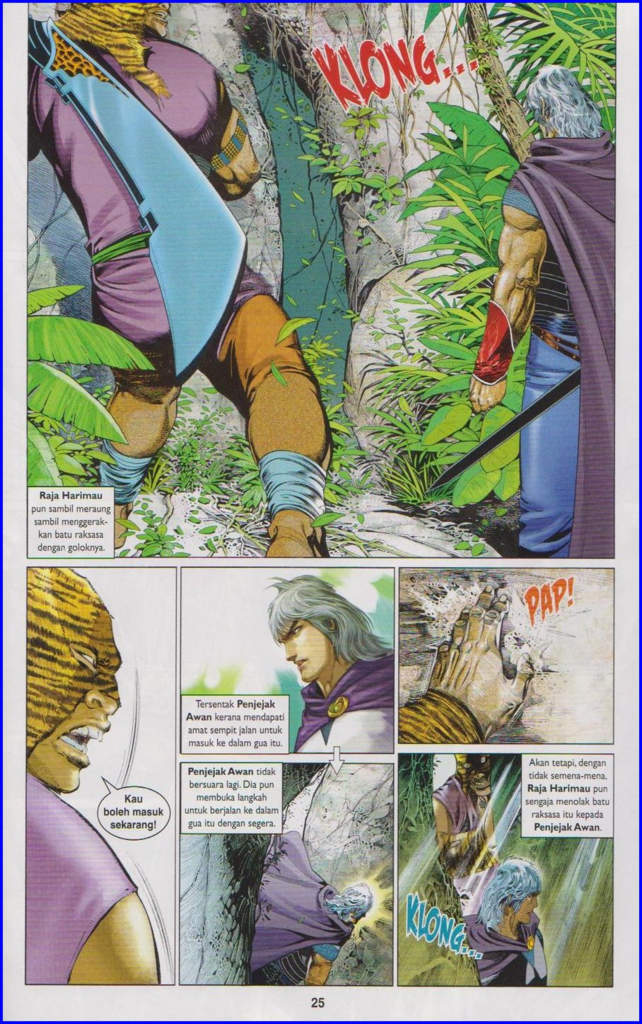 KLONG...
Raja Harimau
pun sambil meraung
sambil menggerak-
kan batu raksasa
dengan goloknya.
Kau
boleh masuk
sekarang!
Tersentak Penjejak
Awan kerana mendapati
amat sempit jalan untuk
masuk ke dalam gua itu.
Penjejak Awan tidak
bersuara lagi. Dia pun
membuka langkah
untuk berjalan ke dalam
gua itu dengan segera.
PAP!
Akan tetapi, dengan
tidak semena-mena,
Raja Harimau pun
sengaja menolak batu
raksasa itu kepada
Penjejak Awan.
KLONG...
25